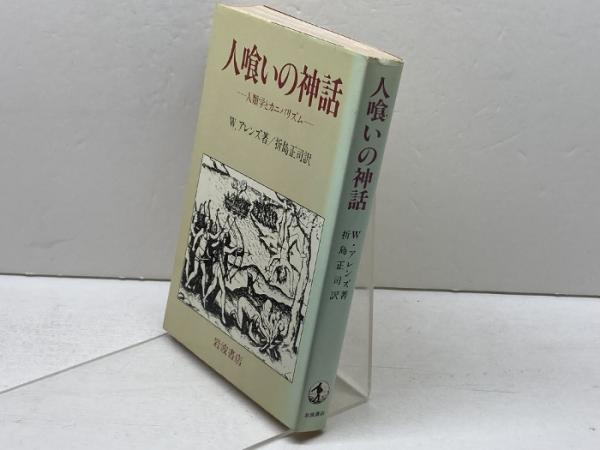 人喰いの神話
―人類学とカニバリズム―
W. アレンズ著/折島正司訳
岩波書店
人喰いの神話
W・アレンズ著
折島正司訳
岩波書店